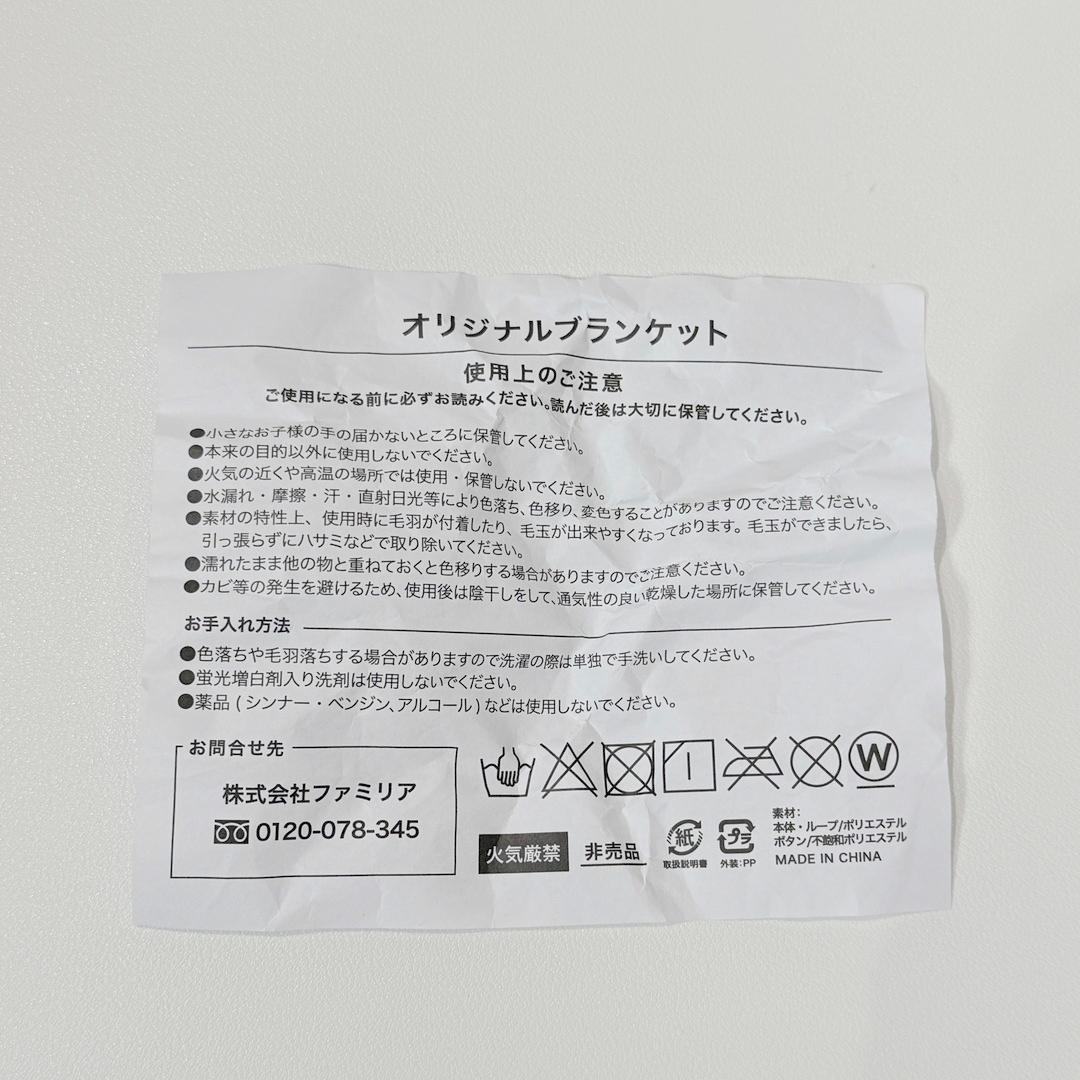 オリジナルブランケット
使用上のご注意
ご使用になる前に必ずお読みください。読んだ後は大切に保管してください。
●小さなお子様の手の届かないところに保管してください。
●本来の目的以外に使用しないでください。
●火気の近くや高温の場所では使用・保管しないでください。
●水漏れ・摩擦・汗・直射日光等により色落ち、色移り、変色することがありますのでご注意ください。
●素材の特性上、使用時に毛羽が付着したり、毛玉が出来やすくなっております。毛玉ができましたら、
引っ張らずにハサミなどで取り除いてください。
●濡れたまま他の物と重ねておくと色移りする場合がありますのでご注意ください。
●カビ等の発生を避けるため、使用後は陰干しをして、通気性の良い乾燥した場所に保管してください。
お手入れ方法
●色落ちや毛羽落ちする場合がありますので洗濯の際は単独で手洗いしてください。
●蛍光増白剤入り洗剤は使用しないでください。
●薬品(シンナー・ベンジン、アルコール)などは使用しないでください。
お問合せ先
株式会社ファミリア
0120-078-345
W
火気厳禁
非売品
紙
取扱説明書
プラ
外装:PP
素材:
本体・ループ/ポリエステル
ボタン/不飽和ポリエステル
MADE IN CHINA